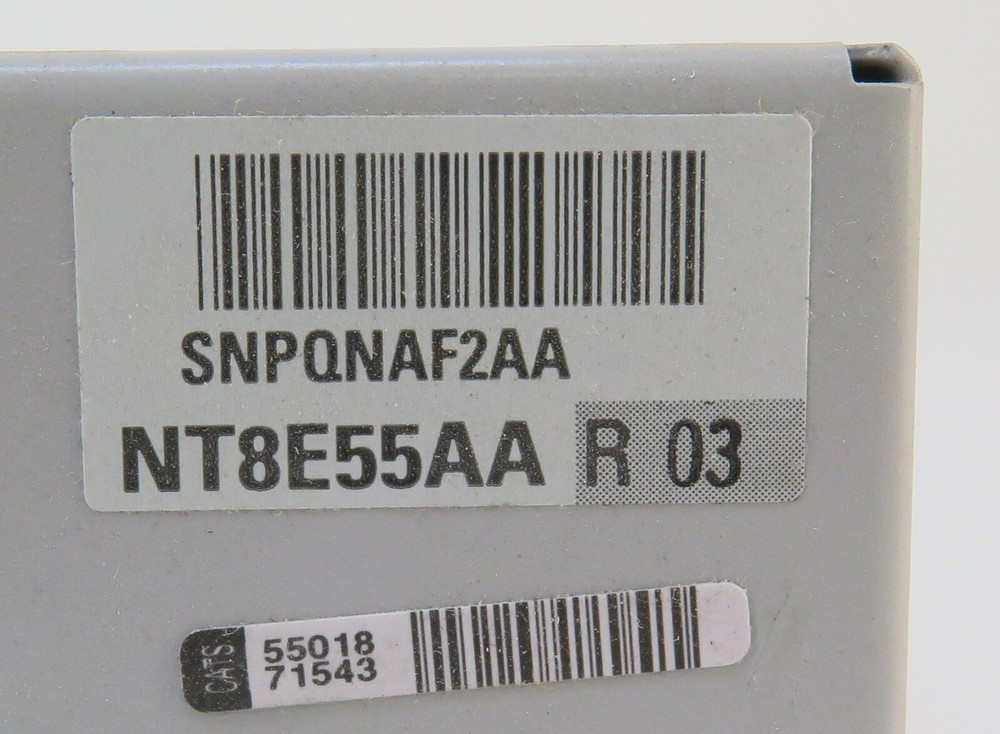 SNPQNAF2AA
NT8E55AA R 03
CATS
55018
71543